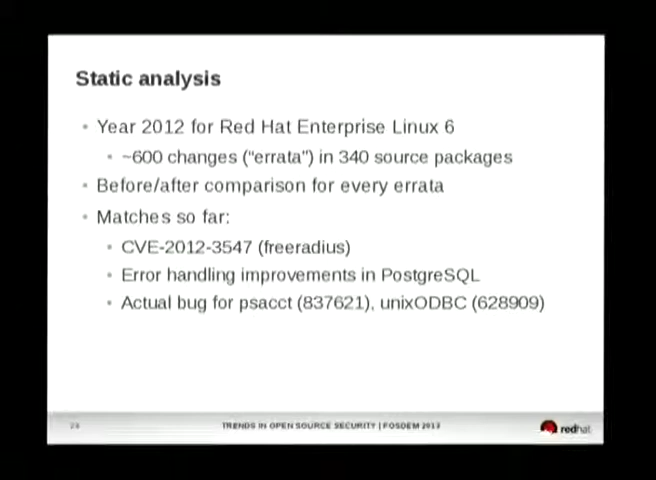 Static analysis
Year 2012 for Red Hat Enterprise Linux 6
~600 changes ("errata") in 340 source packages
Before/after comparison for every errata
Matches so far:
CVE-2012-3547 (freeradius)
Error handling improvements in PostgreSQL
Actual bug for psacct (837621), unixODBC (628909)
TRENDS IN OPEN SOURCE SECURITY | FOSDEM 2013
redhat